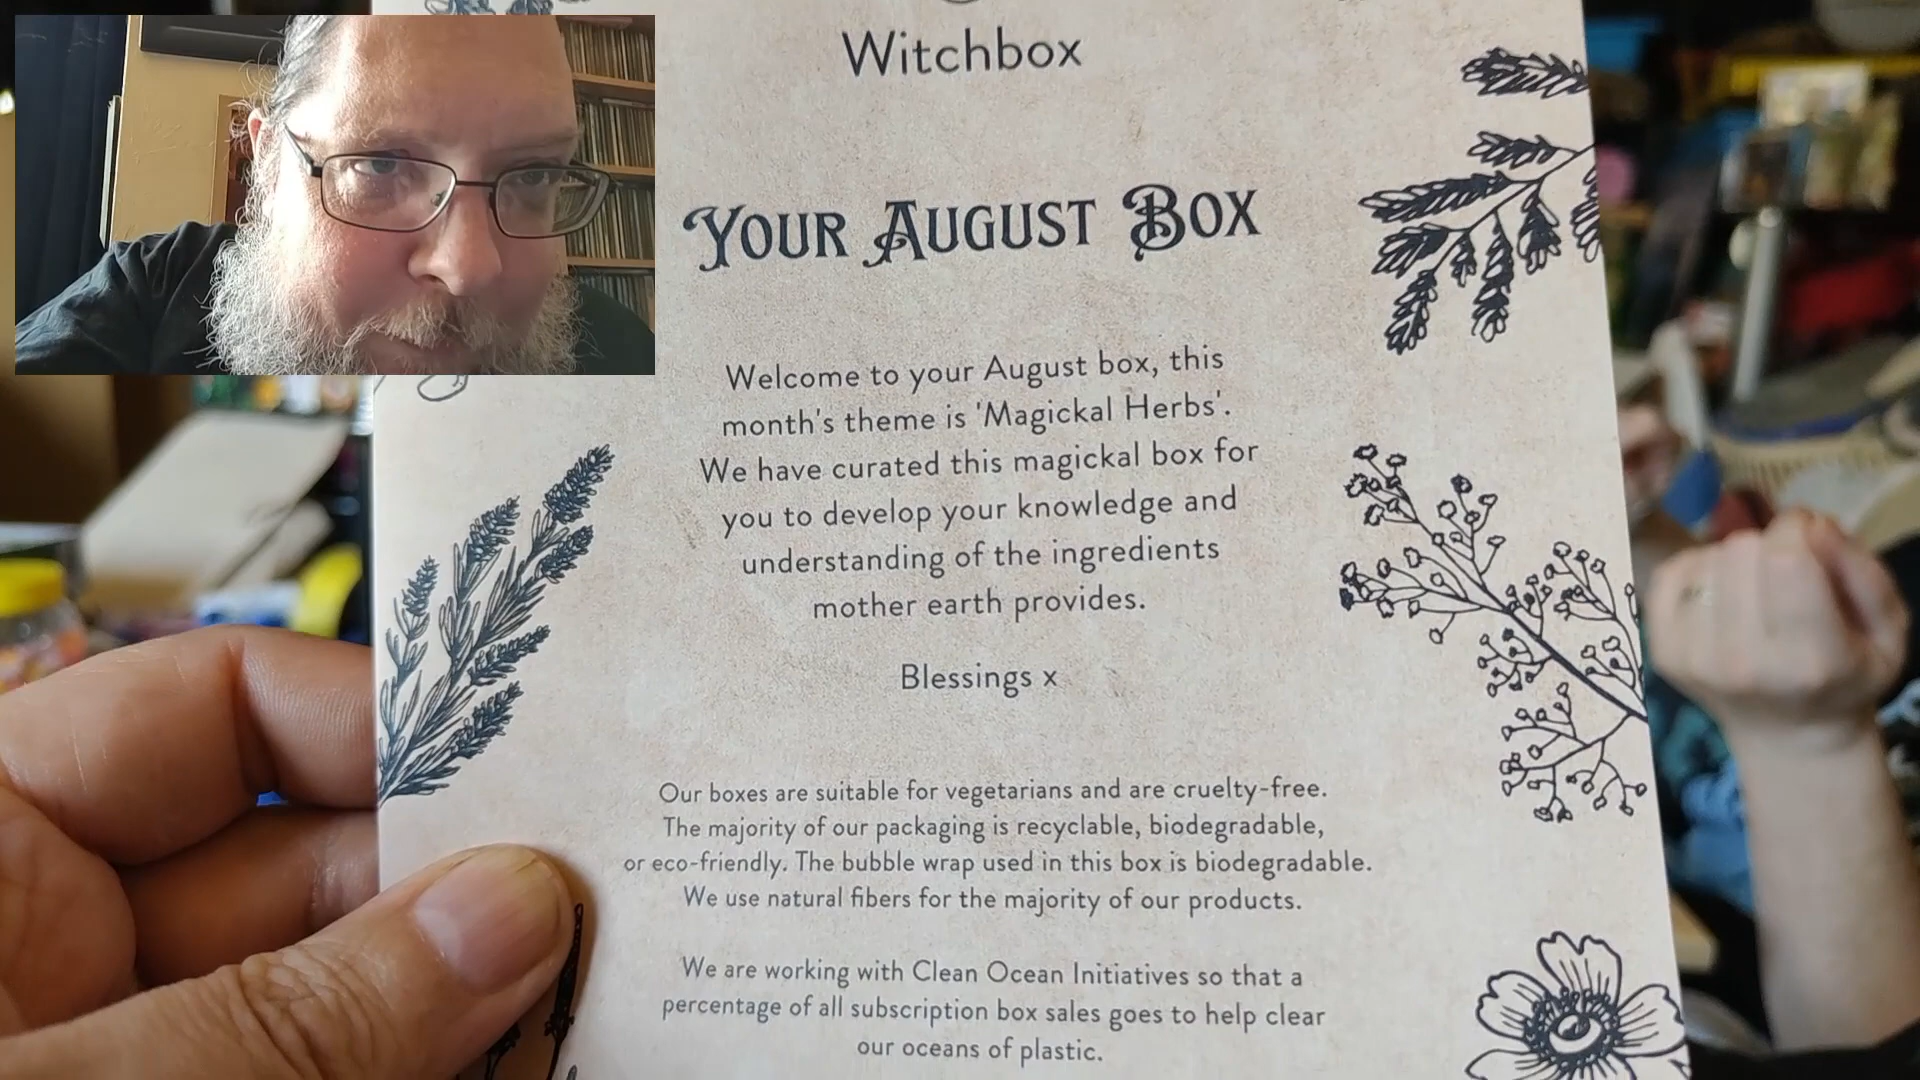 Witchbox
Your August Box
Welcome to your August box, this
month's theme is 'Magickal Herbs'.
We have curated this magickal box for
you to develop your knowledge and
understanding of the ingredients
mother earth provides.
Blessings x
Our boxes are suitable for vegetarians and are cruelty-free.
The majority of our packaging is recyclable, biodegradable,
or eco-friendly. The bubble wrap used in this box is biodegradable.
We use natural fibers for the majority of our products.
We are working with Clean Ocean Initiatives so that a
percentage of all subscription box sales goes to help clear
our oceans of plastic.